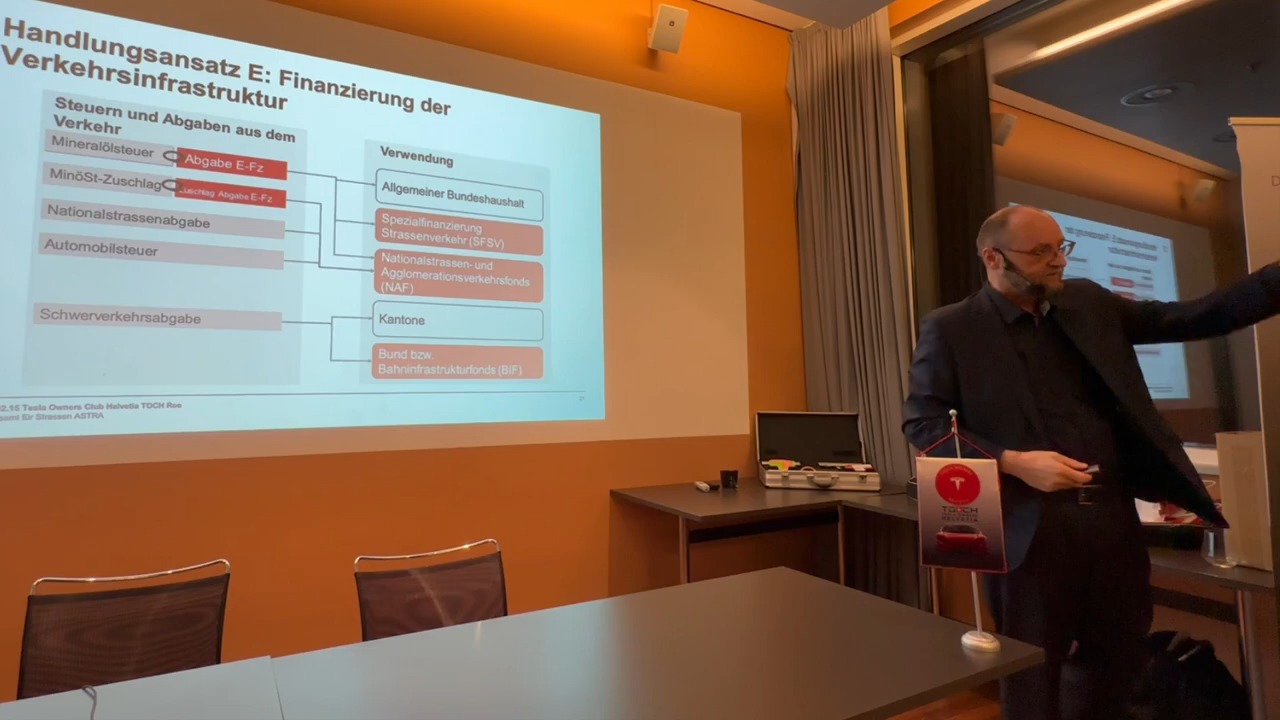 Handlungsansatz E: Finanzierung der
Verkehrsinfrastruktur
Steuern und Abgaben aus dem
Verkehr
Mineralölsteuer
Abgabe E-Fz
MinöSt-Zuschlag
Zuschlag Abgabe E-Fz
Nationalstrassenabgabe
Automobilsteuer
Schwerverkehrsabgabe
Verwendung
Allgemeiner Bundeshaushalt
Spezialfinanzierung
Strassenverkehr (SFSV)
Nationalstrassen- und
Agglomerationsverkehrsfonds
(NAF)
Kantone
Bund bzw.
Bahninfrastrukturfonds (BIF)
2.15 Tesla Owners Club Helvetia TOCH Roe
samt für Strassen ASTRA
HELVETIA